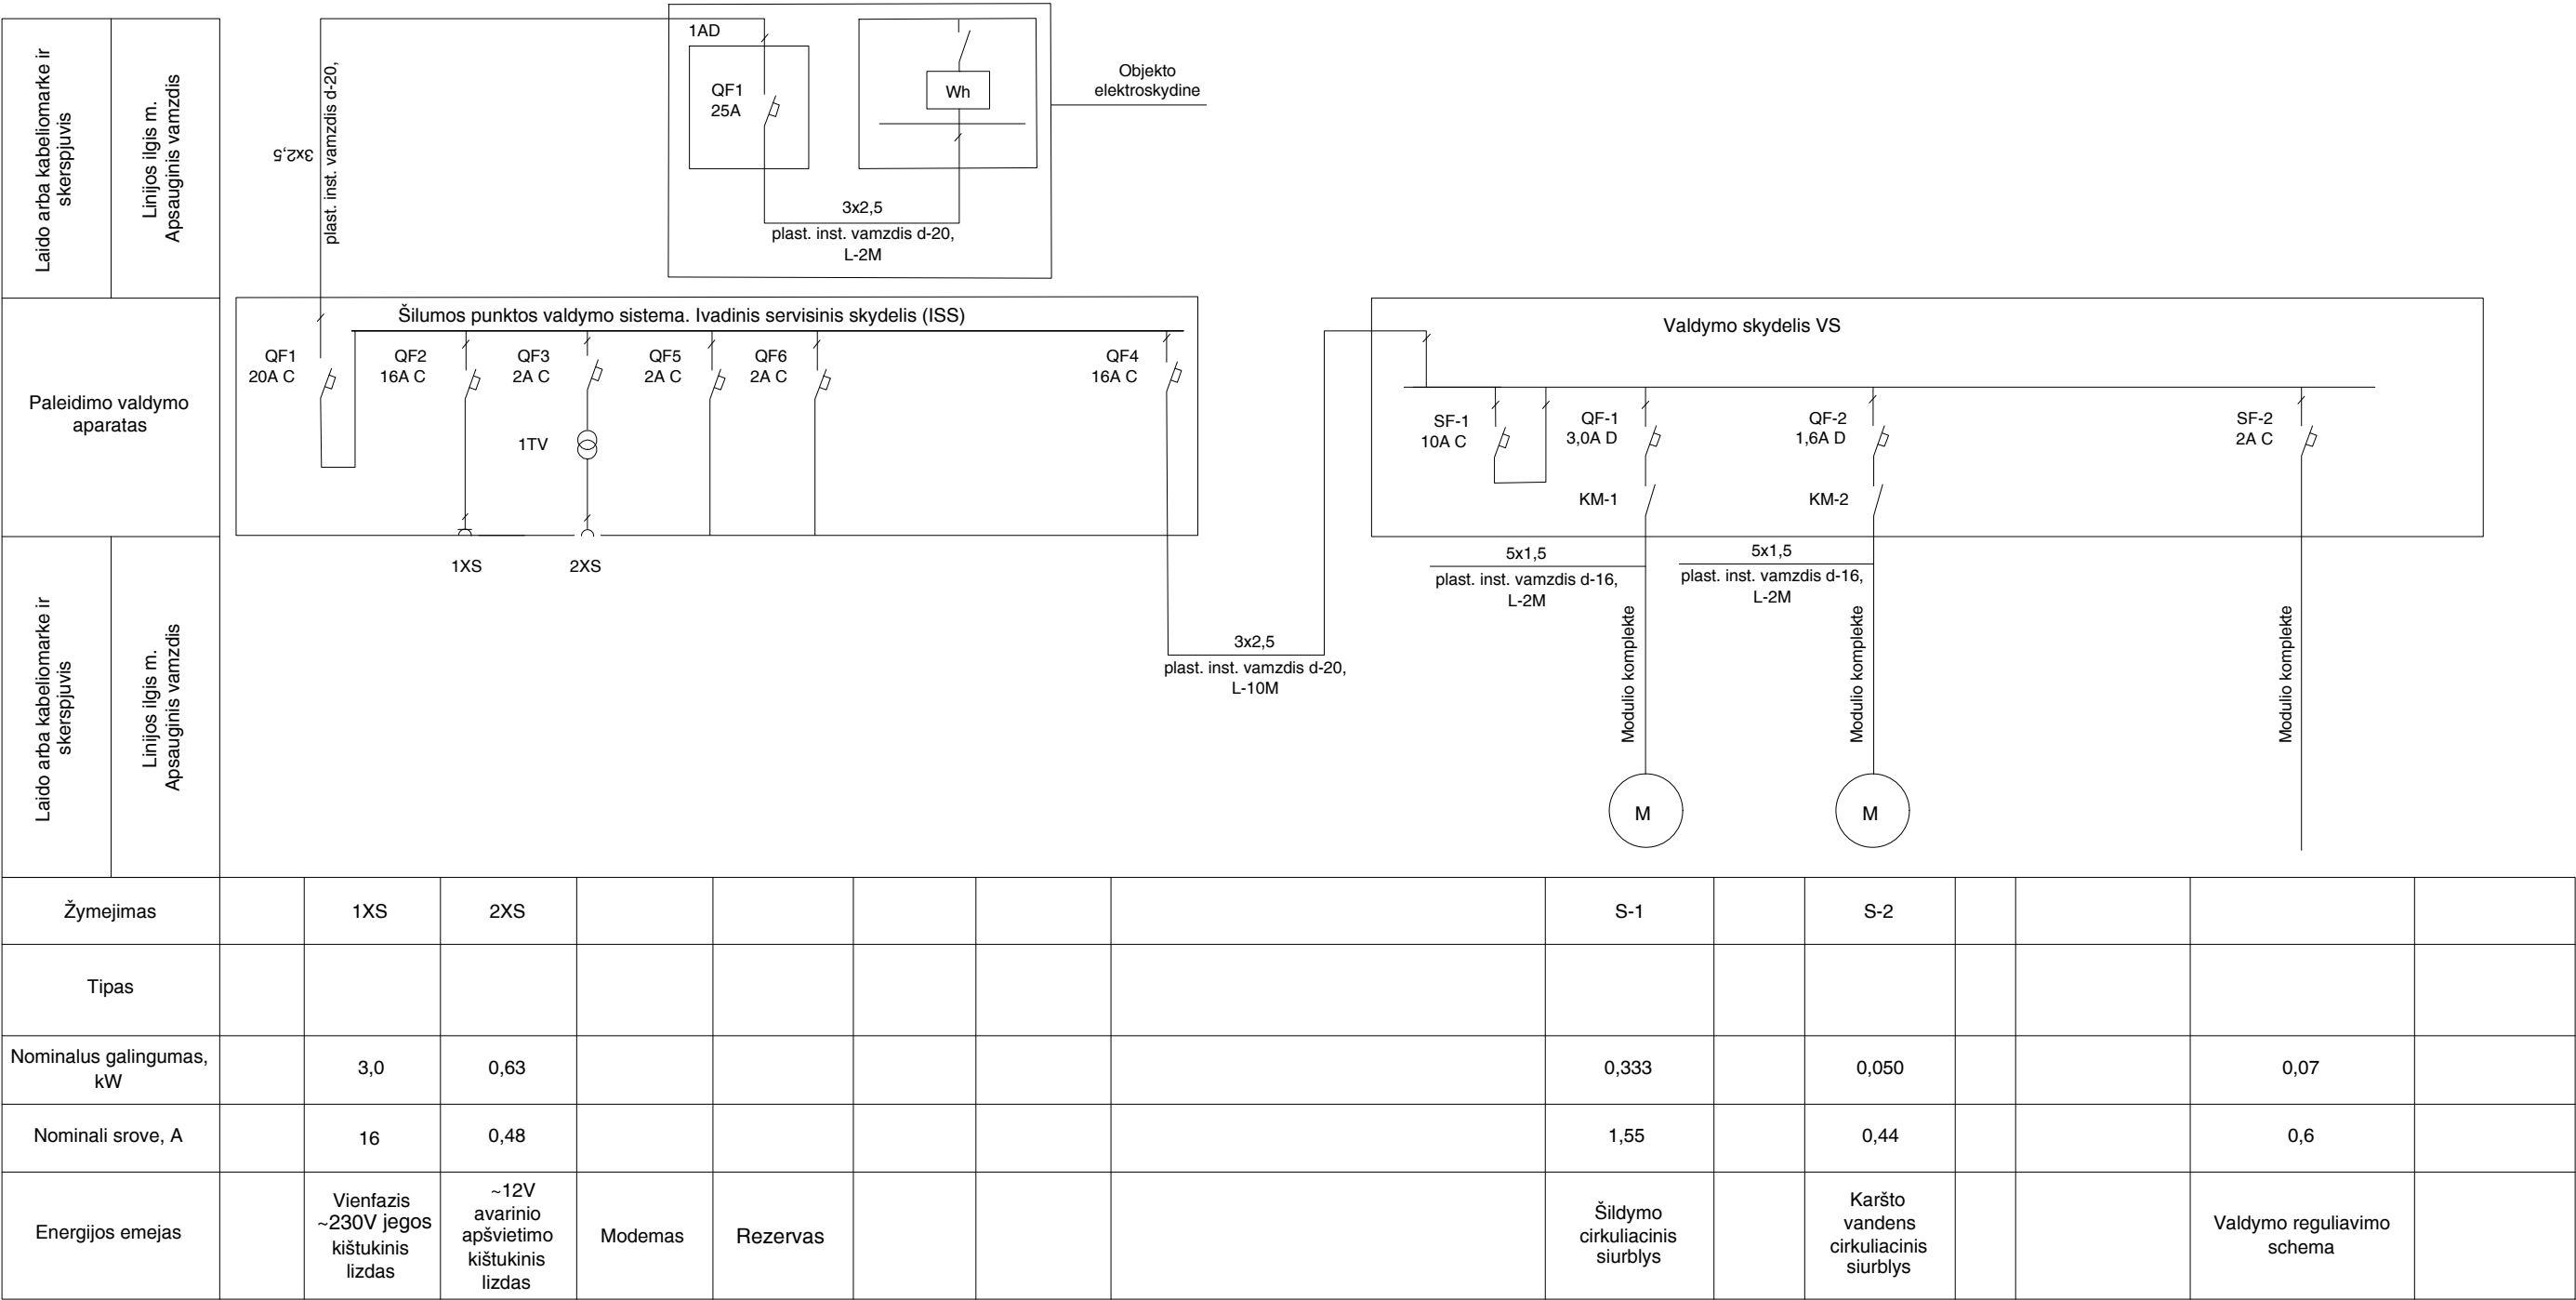 Laido arba kabeliomarke ir
skerspjuvis
Linijos ilgis m.
Apsauginis vamzdis
3x2,5
plast. inst. vamzdis d-20,
1AD
QF1
25A
Wh
3x2,5
plast. inst. vamzdis d-20,
L-2M
Objekto
elektroskydine
Paleidimo valdymo
aparatas
Šilumos punktos valdymo sistema. Ivadinis servisinis skydelis (ISS)
QF1
20A C
QF2
16A C
QF3
2A C
QF5
2A C
QF6
2A C
QF4
16A C
1TV
1XS
2XS
Valdymo skydelis VS
SF-1
10A C
QF-1
3,0A D
QF-2
1,6A D
SF-2
2A C
KM-1
KM-2
Laido arba kabeliomarke ir
skerspjuvis
Linijos ilgis m.
Apsauginis vamzdis
3x2,5
plast. inst. vamzdis d-20,
L-10M
5x1,5
plast. inst. vamzdis d-16,
L-2M
5x1,5
plast. inst. vamzdis d-16,
L-2M
Modulio komplekte
Modulio komplekte
Modulio komplekte
M
M
Žymejimas
1XS
2XS
S-1
S-2
Tipas
Nominalus galingumas,
kW
3,0
0,63
0,333
0,050
0,07
Nominali srove, A
16
0,48
1,55
0,44
0,6
Energijos emejas
Vienfazis
~230V jegos
kištukinis
lizdas
~12V
avarinio
apšvietimo
kištukinis
lizdas
Modemas
Rezervas
Šildymo
cirkuliacinis
siurblys
Karšto
vandens
cirkuliacinis
siurblys
Valdymo reguliavimo
schema